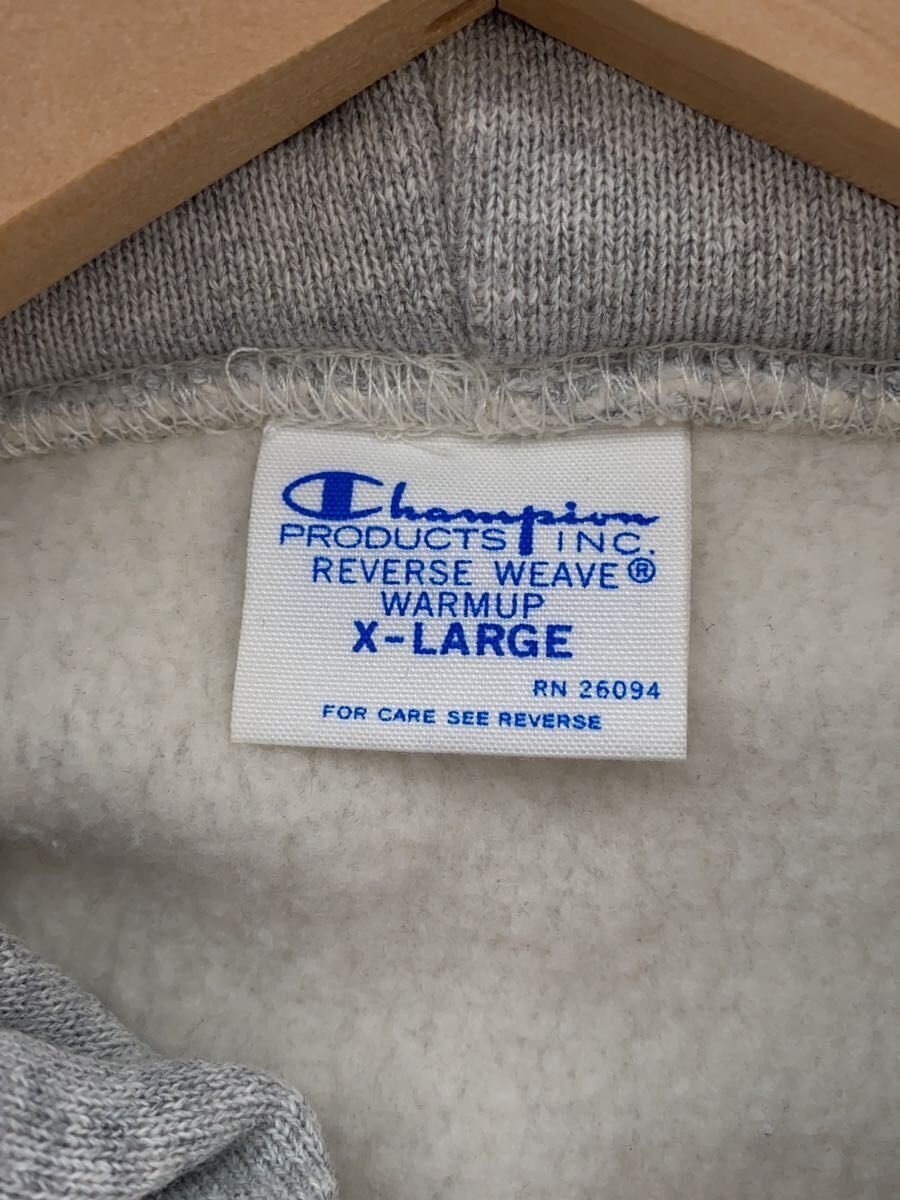 Champion
PRODUCTS INC.
REVERSE WEAVE®
WARMUP
X-LARGE
RN 26094
FOR CARE SEE REVERSE